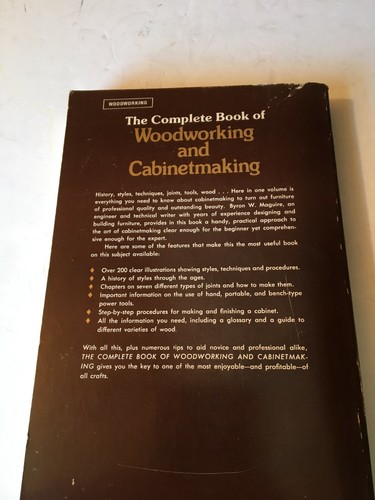 WOODWORKING
The Complete Book of
Woodworking
and
Cabinetmaking
History, styles, techniques, joints, tools, wood . . . Here in one volume is
everything you need to know about cabinetmaking to turn out furniture
of professional quality and outstanding beauty. Byron W. Maguire, an
engineer and technical writer with years of experience designing and
building furniture, provides in this book a handy, practical approach to
the art of cabinetmaking clear enough for the beginner yet comprehen-
sive enough for the expert.
Here are some of the features that make this the most useful book
on this subject available:
♦ Over 200 clear illustrations showing styles, techniques and procedures.
♦ A history of styles through the ages.
♦ Chapters on seven different types of joints and how to make them.
♦ Important information on the use of hand, portable, and bench-type
power tools.
♦ Step-by-step procedures for making and finishing a cabinet.
♦ All the information you need, including a glossary and a guide to
different varieties of wood.
With all this, plus numerous tips to aid novice and professional alike,
THE COMPLETE BOOK OF WOODWORKING AND CABINETMAK-
ING gives you the key to one of the most enjoyable—and profitable—of
all crafts.